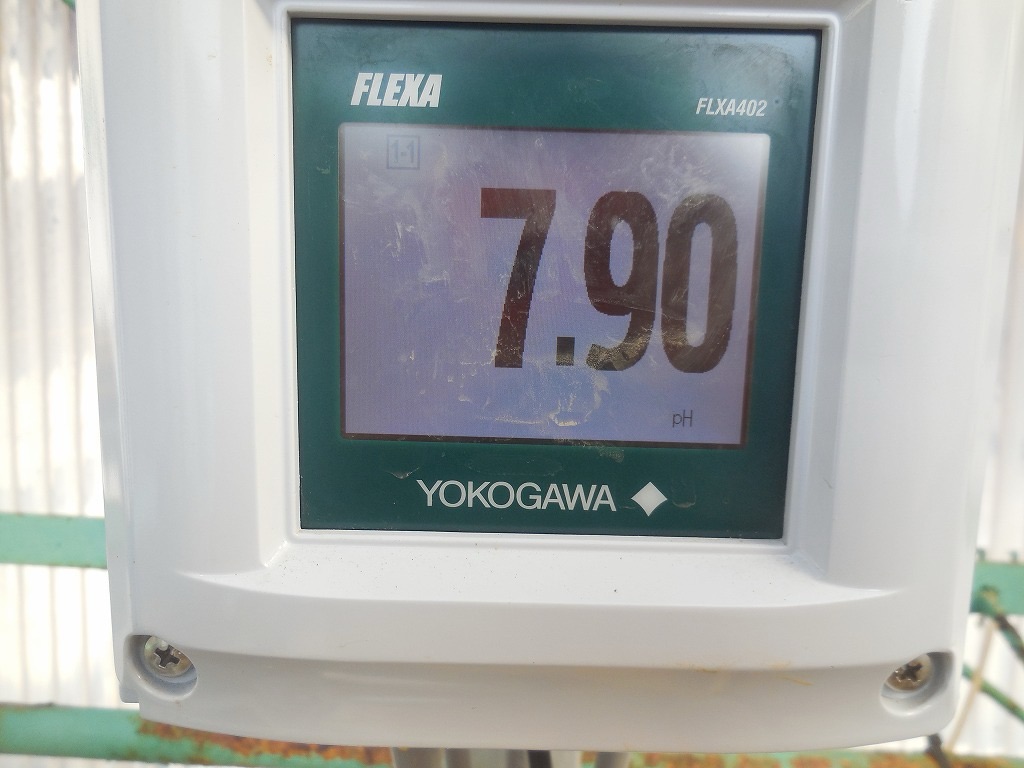 FLEXA
FLXA402
1-1
7.90
pH
YOKOGAWA